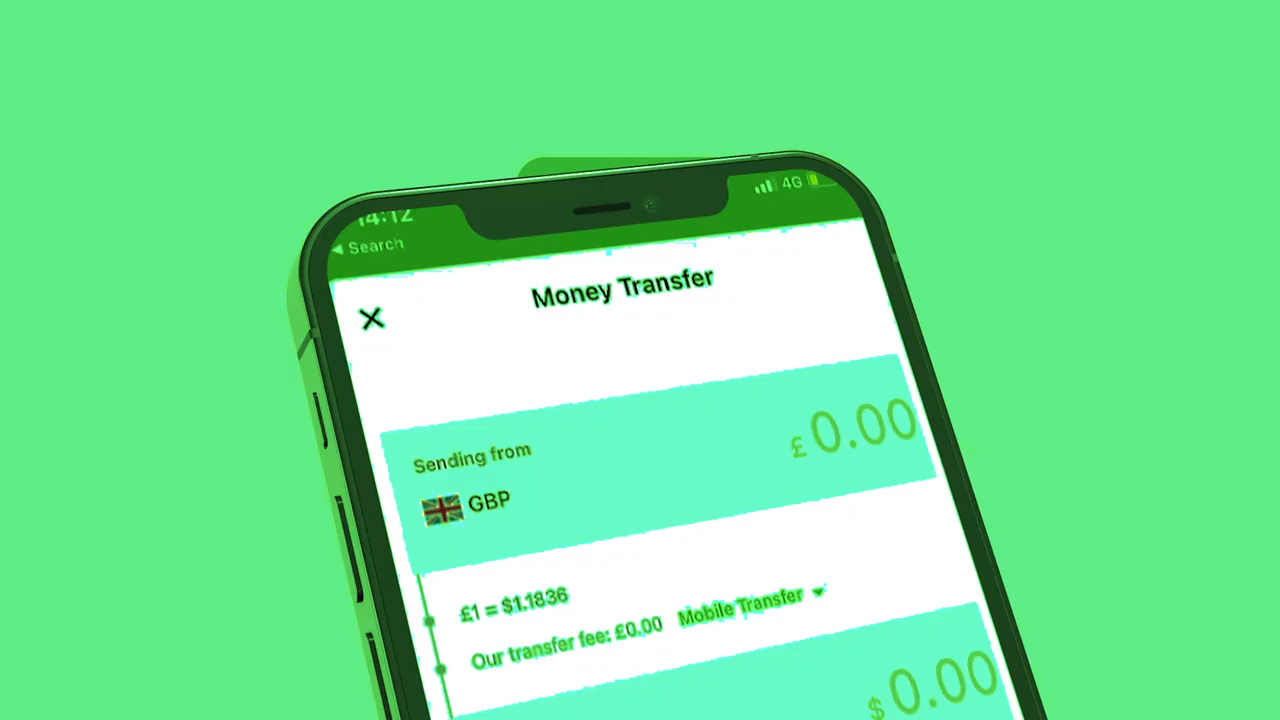 14:12
4G
◀ Search
Money Transfer
Sending from
£ 0.00
GBP
£1 = $1.1836
Our transfer fee: £0.00 Mobile Transfer
$ 0.00